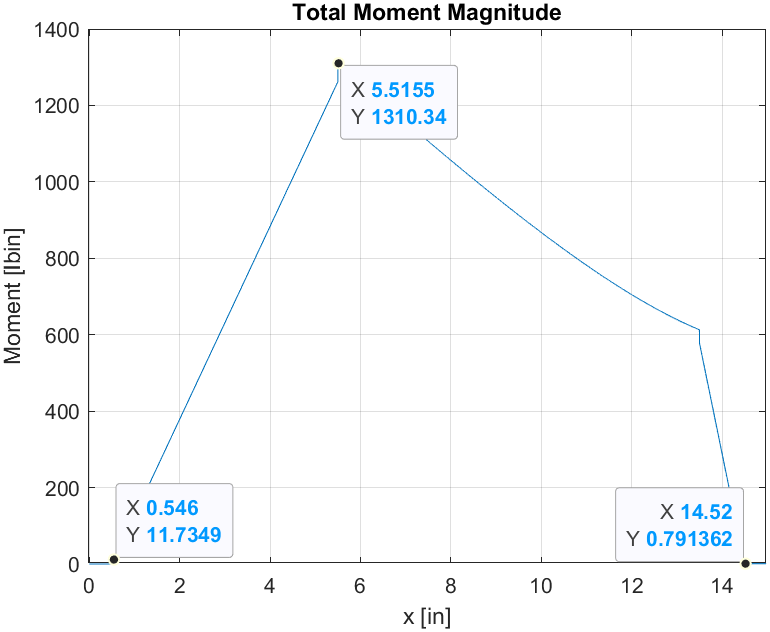 Total Moment Magnitude
Moment [lbin]
1400
1200
1000
800
600
400
200
0
X 5.5155
Y 1310.34
X 0.546
Y 11.7349
X 14.52
Y 0.791362
0 2 4 6 8 10 12 14
x [in]